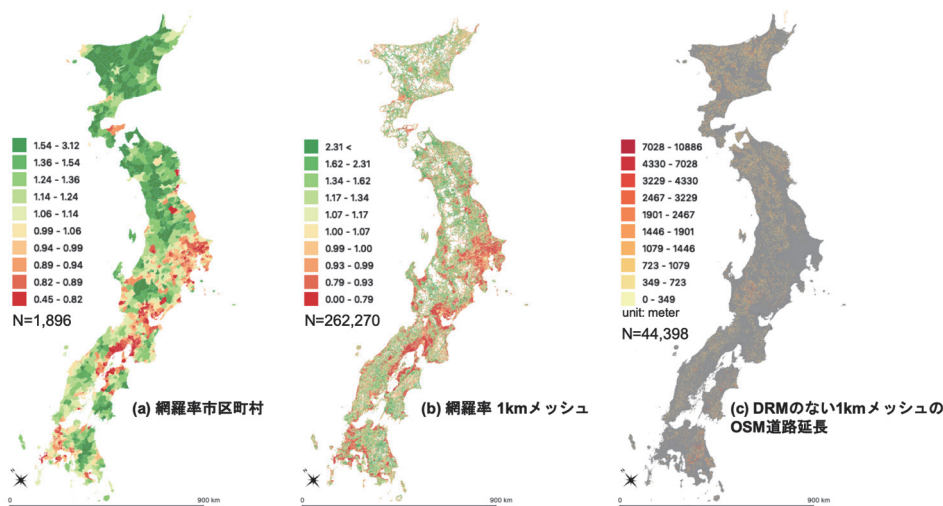 1.54 - 3.12
1.36 - 1.54
1.24 - 1.36
1.14 - 1.24
1.06 - 1.14
0.99 - 1.06
0.94 - 0.99
0.89 - 0.94
0.82 - 0.89
0.45 - 0.82
N=1,896
(a) 網羅率市区町村
N
0
900 km
2.31 <
1.62 - 2.31
1.34 - 1.62
1.17 - 1.34
1.07 - 1.17
1.00 - 1.07
0.99 - 1.00
0.93 - 0.99
0.79 - 0.93
0.00 - 0.79
N=262,270
(b) 網羅率 1kmメッシュ
N
0
900 km
7028 - 10886
4330 - 7028
3229 - 4330
2467 - 3229
1901 - 2467
1446 - 1901
1079 - 1446
723 - 1079
349 - 723
0 - 349
unit: meter
N=44,398
(c) DRMのない1kmメッシュの
OSM道路延長
N
0
900 km